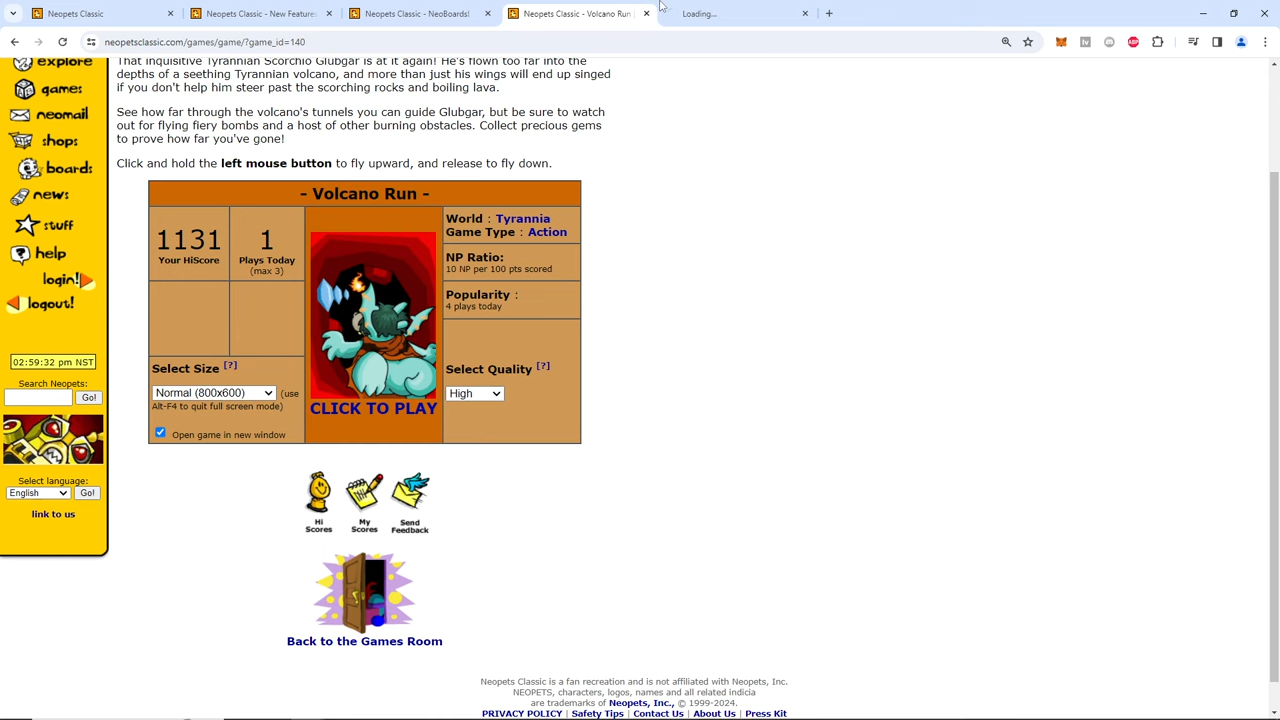 Neopets Classic
Neopets Classic - New Features
Neopets Classic - NeoBoards!
Neopets Classic - Volcano Run |
Loading...
neopetsclassic.com/games/game/?game_id=140
explore
games
neomail
shops
boards
news
stuff
help
login!
logout!
02:59:32 pm NST
Search Neopets:
Go!
Select language:
English
Go!
link to us
That inquisitive Tyrannian Scorchio Glubgar is at it again! He's flown too far into the
depths of a seething Tyrannian volcano, and more than just his wings will end up singed
if you don't help him steer past the scorching rocks and boiling lava.
See how far through the volcano's tunnels you can guide Glubgar, but be sure to watch
out for flying fiery bombs and a host of other burning obstacles. Collect precious gems
to prove how far you've gone!
Click and hold the left mouse button to fly upward, and release to fly down.
- Volcano Run -
1131
Your HiScore
1
Plays Today
(max 3)
World : Tyrannia
Game Type : Action
NP Ratio:
10 NP per 100 pts scored
Popularity :
4 plays today
Select Size [?]
Normal (800x600)
(use
Alt-F4 to quit full screen mode)
Open game in new window
CLICK TO PLAY
Select Quality [?]
High
Hi
Scores
My
Scores
Send
Feedback
Back to the Games Room
Neopets Classic is a fan recreation and is not affiliated with Neopets, Inc.
NEOPETS, characters, logos, names and all related indicia
are trademarks of Neopets, Inc., © 1999-2024.
PRIVACY POLICY | Safety Tips | Contact Us | About Us | Press Kit